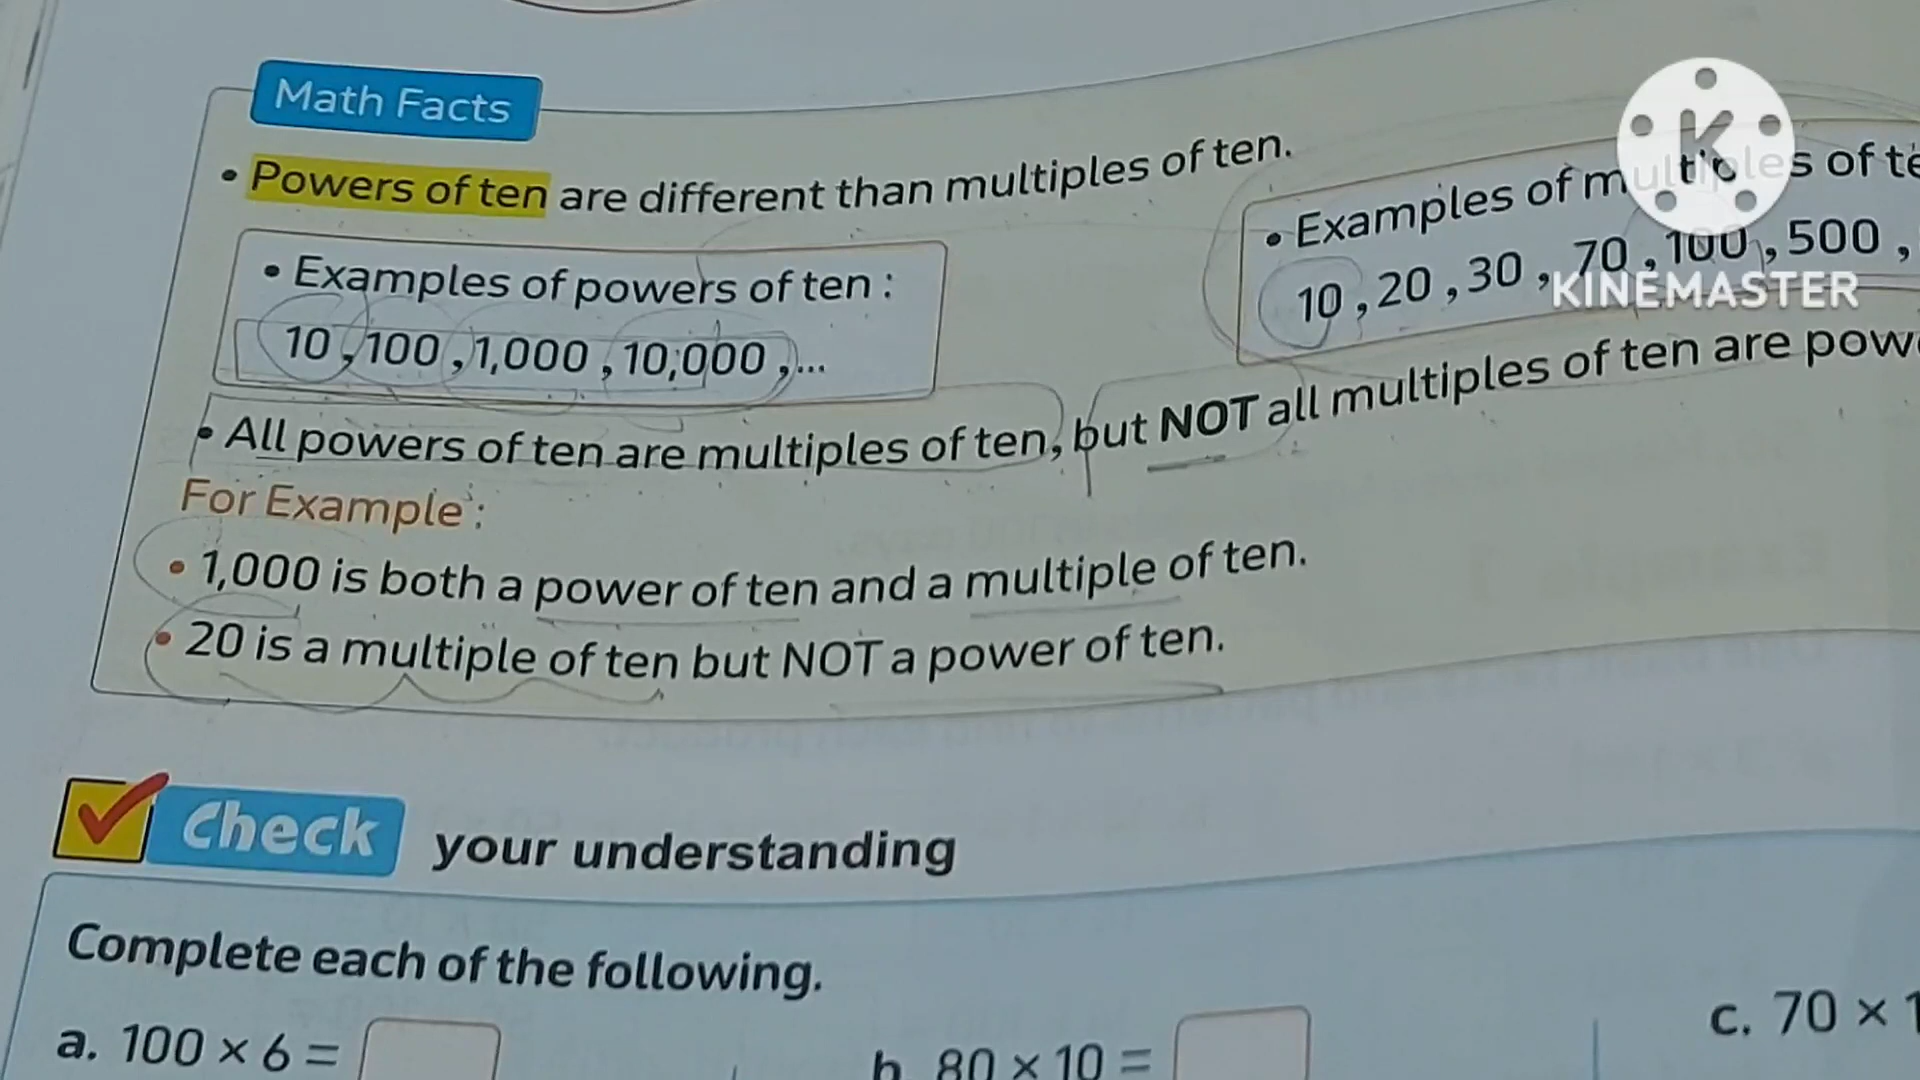 Math Facts
• Powers of ten are different than multiples of ten.
• Examples of powers of ten :
10 , 100 , 1,000 , 10,000 , ...
• Examples of multiples of
10 , 20 , 30 , 70 , 100 , 500 ,
KINEMASTER
• All powers of ten are multiples of ten, but NOT all multiples of ten are
For Example :
• 1,000 is both a power of ten and a multiple of ten.
• 20 is a multiple of ten but NOT a power of ten.
Check your understanding
Complete each of the following.
a. 100 × 6 =
b. 80 × 10 =
c. 70 ×